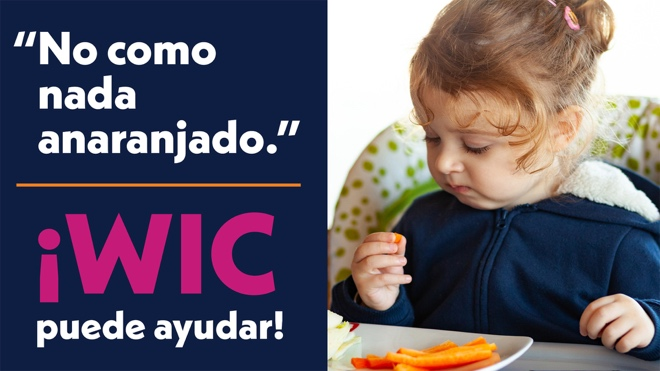 “No como
nada
anaranjado.”
¡WIC
puede ayudar!